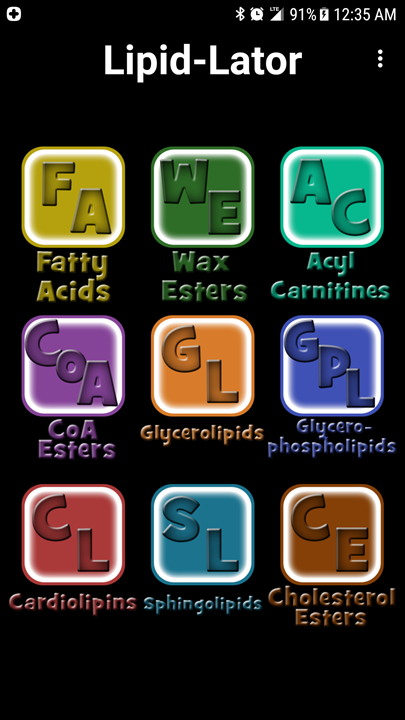 LTE 91% 12:35 AM
Lipid-Lator
F A
W E
A C
Fatty Acids
Wax Esters
Acyl Carnitines
C O A
G L
G P L
CoA Esters
Glycerolipids
Glycero-
phospholipids
C L
S L
C E
Cardiolipins
Sphingolipids
Cholesterol Esters